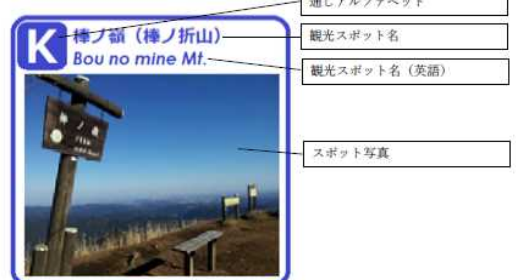 通しアルファベット
K
棒ノ嶺（棒ノ折山）
観光スポット名
Bou no mine Mt.
観光スポット名（英語）
スポット写真